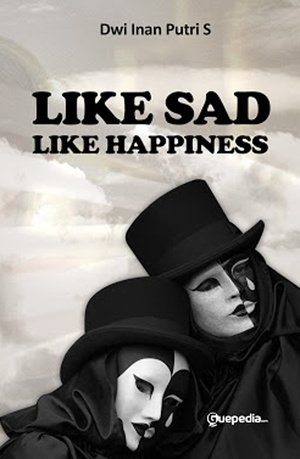 Dwi Inan Putri S
LIKE SAD
LIKE HAPPINESS
Guepedia